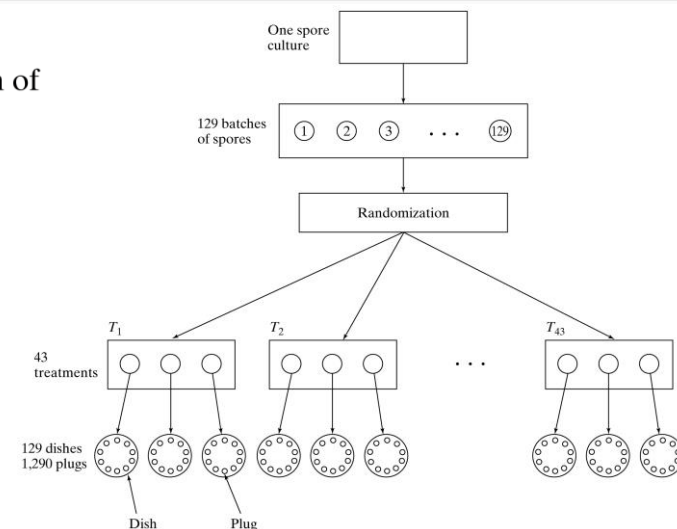 n of
One spore
culture
129 batches
of spores
1 2 3 . . . 129
Randomization
T1 T2 T43
43
treatments
. . .
129 dishes
1,290 plugs
Dish Plug